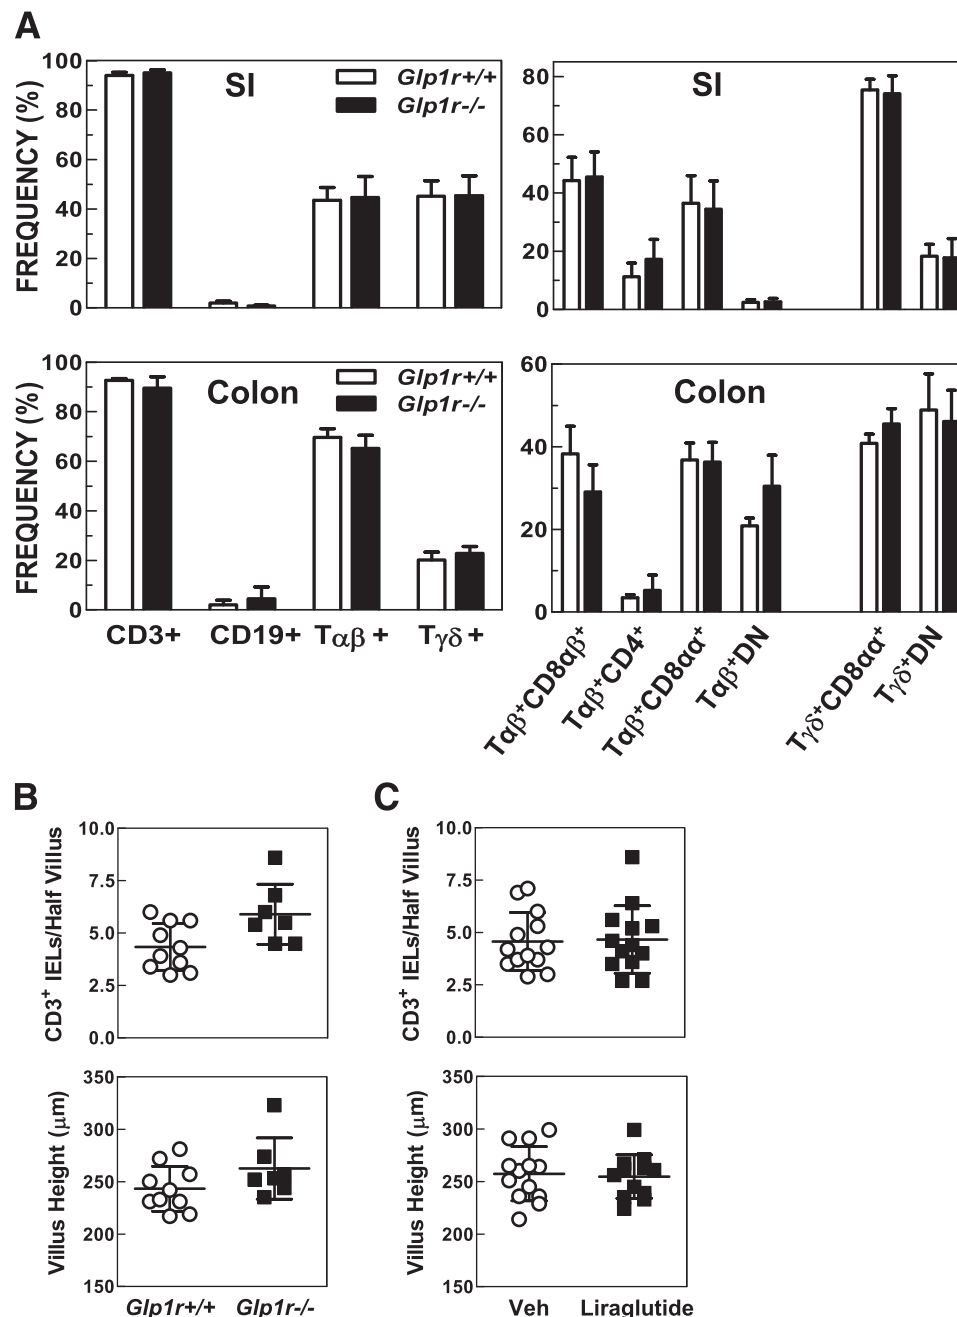 A
FREQUENCY (%)
100
80
60
40
20
0
SI
Glp1r+/+
Glp1r-/-
80
60
40
20
0
SI
FREQUENCY (%)
100
80
60
40
20
0
Colon
Glp1r+/+
Glp1r-/-
CD3+ CD19+ Tαβ + Tγδ +
60
40
20
0
Colon
Tαβ⁺CD8αβ⁺
Tαβ⁺CD4⁺
Tαβ⁺CD8αα⁺
Tαβ⁺DN
Tγδ⁺CD8αα⁺
Tγδ⁺DN
B
CD3⁺ IELs/Half Villus
10.0
7.5
5.0
2.5
0.0
Villus Height (μm)
350
300
250
200
150
Glp1r+/+ Glp1r-/-
C
CD3⁺ IELs/Half Villus
10.0
7.5
5.0
2.5
0.0
Villus Height (μm)
350
300
250
200
150
Veh Liraglutide